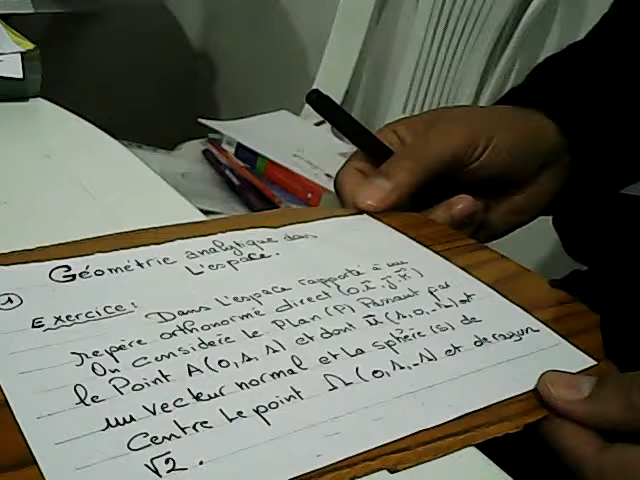 Géométrie analytique dans
L'espace.
1
Exercice:
Dans L'espace rapporté à un
repère orthonormé direct (O, i, j, k)
On considère le Plan (P) Passant par
le Point A(0,1,1) et dont u(1,0,-1) est
un vecteur normal et La sphère (S) de
Centre Le point Ω(0,1,-1) et de rayon
√2.